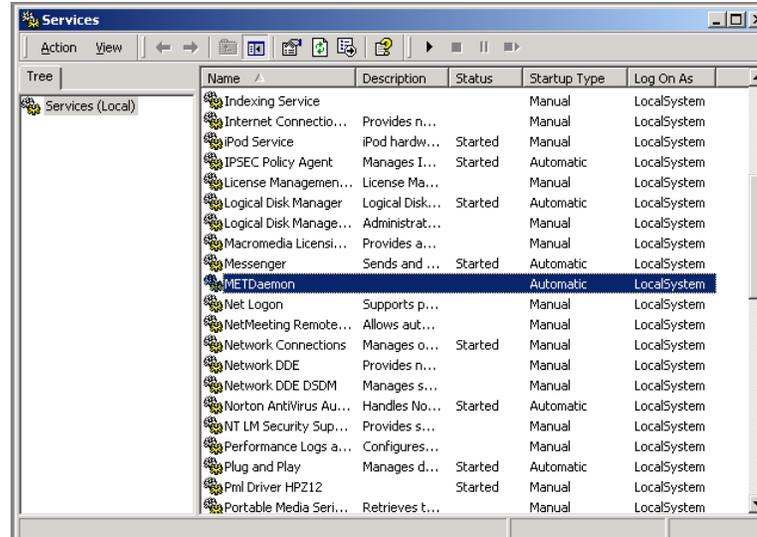 Services
Action View
Tree
Name Description Status Startup Type Log On As
Services (Local)
Indexing Service Manual LocalSystem
Internet Connectio... Provides n... Manual LocalSystem
iPod Service iPod hardw... Started Manual LocalSystem
IPSEC Policy Agent Manages I... Started Automatic LocalSystem
License Managemen... License Ma... Manual LocalSystem
Logical Disk Manager Logical Disk... Started Automatic LocalSystem
Logical Disk Manage... Administrat... Manual LocalSystem
Macromedia Licensi... Provides a... Manual LocalSystem
Messenger Sends and ... Started Automatic LocalSystem
METDaemon Automatic LocalSystem
Net Logon Supports p... Manual LocalSystem
NetMeeting Remote... Allows aut... Manual LocalSystem
Network Connections Manages o... Started Manual LocalSystem
Network DDE Provides n... Manual LocalSystem
Network DDE DSDM Manages s... Manual LocalSystem
Norton AntiVirus Au... Handles No... Started Automatic LocalSystem
NT LM Security Sup... Provides s... Manual LocalSystem
Performance Logs a... Configures... Manual LocalSystem
Plug and Play Manages d... Started Automatic LocalSystem
Pml Driver HPZ12 Started Manual LocalSystem
Portable Media Seri... Retrieves t... Manual LocalSystem